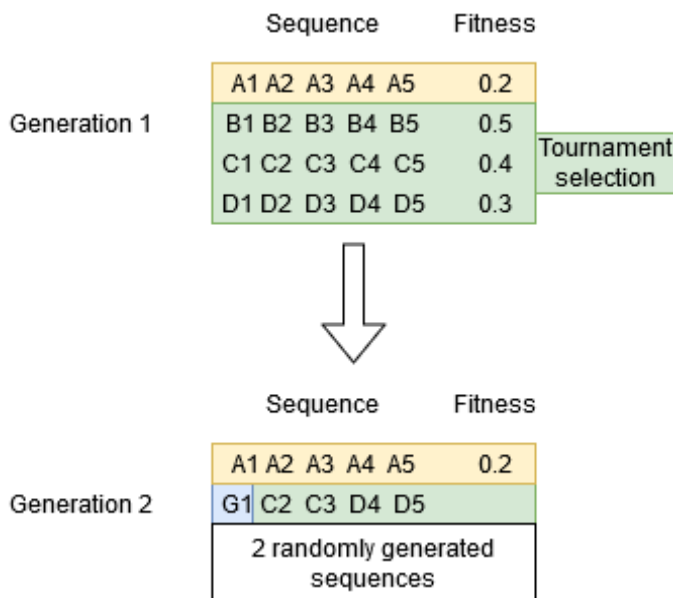 Sequence Fitness
A1 A2 A3 A4 A5 0.2
Generation 1 B1 B2 B3 B4 B5 0.5
C1 C2 C3 C4 C5 0.4
Tournament selection
D1 D2 D3 D4 D5 0.3
Sequence Fitness
A1 A2 A3 A4 A5 0.2
Generation 2 G1 C2 C3 D4 D5
2 randomly generated
sequences